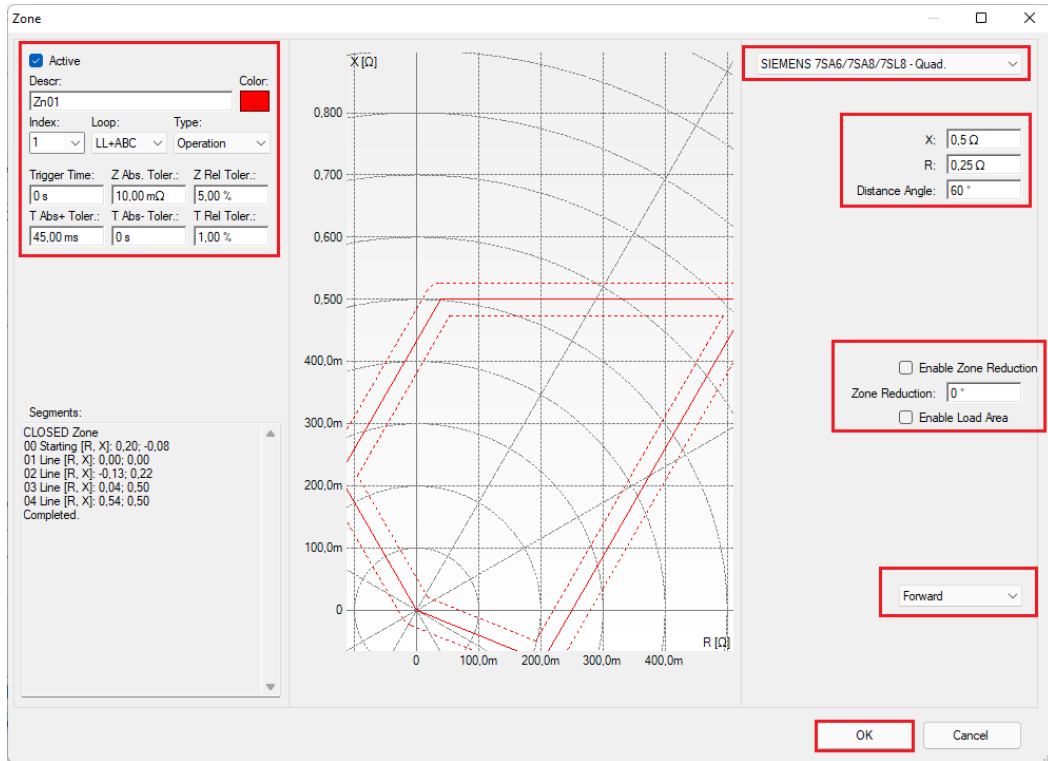 Zone
Active
Descr: Color:
Zn01 ...
Index: Loop: Type:
1 LL+ABC Operation
Trigger Time: Z Abs. Toler.: Z Rel Toler.:
0 s 10,00 mΩ 5,00 %
T Abs+ Toler.: T Abs- Toler.: T Rel Toler.:
45,00 ms 0 s 1,00 %
Segments:
CLOSED Zone
00 Starting [R, X]: 0,20; -0,08
01 Line [R, X]: 0,00; 0,00
02 Line [R, X]: -0,13; 0,22
03 Line [R, X]: 0,04; 0,50
04 Line [R, X]: 0,54; 0,50
Completed.
X [Ω]
0,800
0,700
0,600
0,500
400,0m
300,0m
200,0m
100,0m
0
R [Ω]
0 100,0m 200,0m 300,0m 400,0m
SIEMENS 7SA6/7SA8/7SL8 - Quad.
X: 0,5 Ω
R: 0,25 Ω
Distance Angle: 60 °
Enable Zone Reduction
Zone Reduction: 0 °
Enable Load Area
Forward
OK Cancel